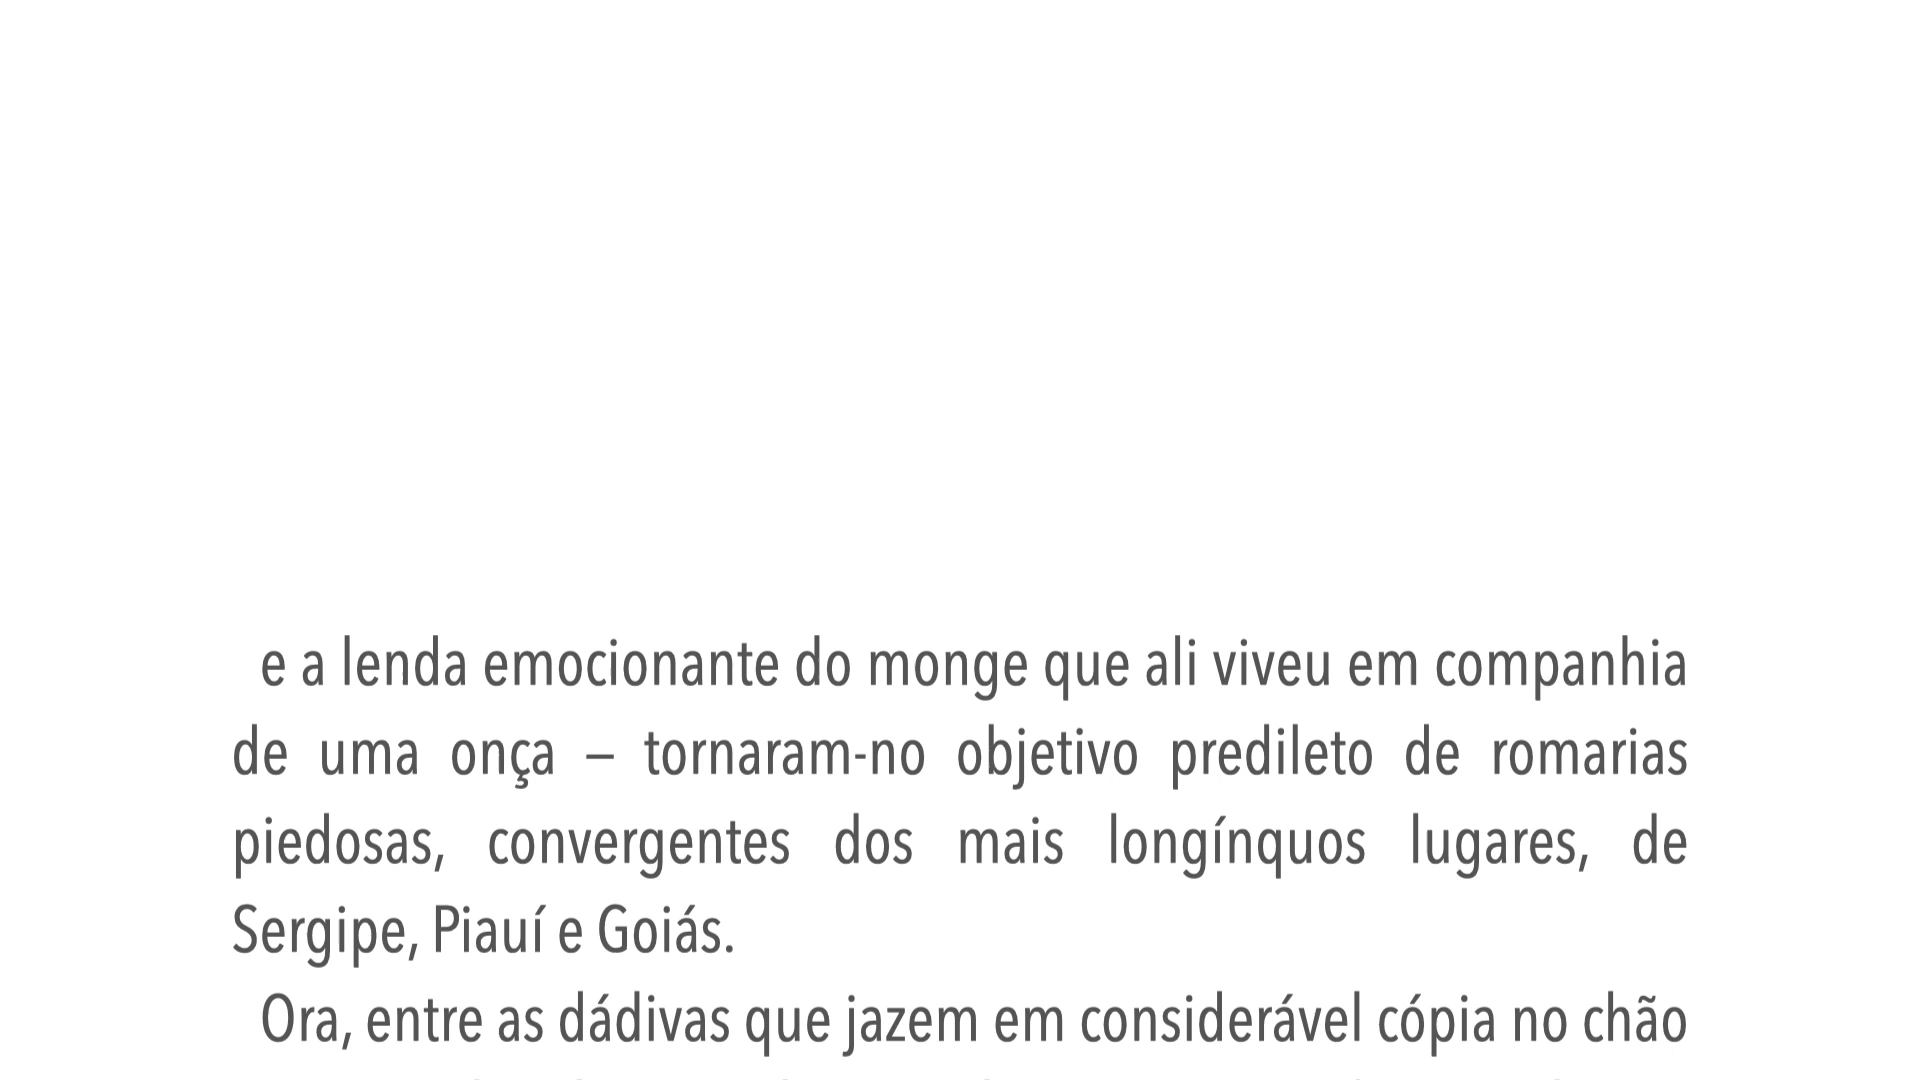 e a lenda emocionante do monge que ali viveu em companhia
de uma onça – tornaram-no objetivo predileto de romarias
piedosas, convergentes dos mais longínquos lugares, de
Sergipe, Piauí e Goiás.
Ora, entre as dádivas que jazem em considerável cópia no chão